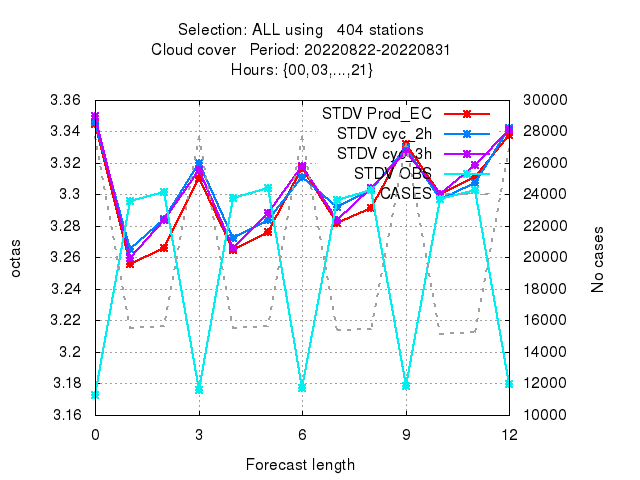 Selection: ALL using   404 stations
Cloud cover   Period: 20220822-20220831
Hours: {00,03,...,21}
3.36
3.34
3.32
3.3
3.28
3.26
3.24
3.22
3.2
3.18
3.16
octas
STDV Prod_EC
STDV cyc_2h
STDV cyc_3h
STDV OBS
CASES
30000
28000
26000
24000
22000
20000
18000
16000
14000
12000
10000
No cases
0 3 6 9 12
Forecast length